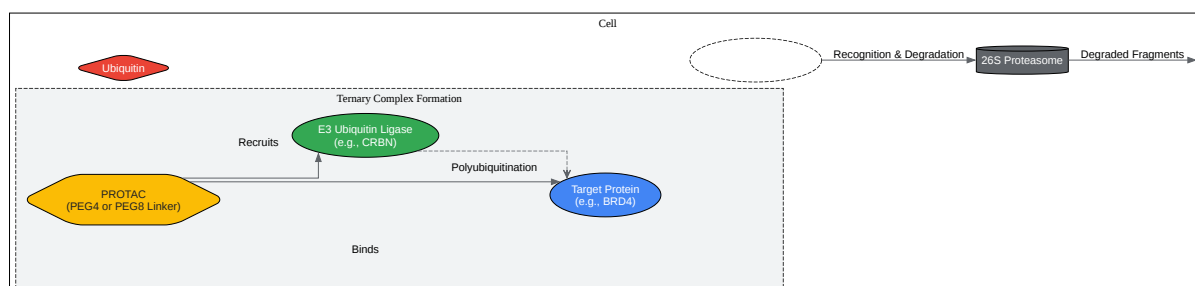 Cell
Recognition & Degradation
26S Proteasome
Degraded Fragments
Ubiquitin
Ternary Complex Formation
E3 Ubiquitin Ligase
(e.g., CRBN)
Recruits
Polyubiquitination
PROTAC
(PEG4 or PEG8 Linker)
Target Protein
(e.g., BRD4)
Binds